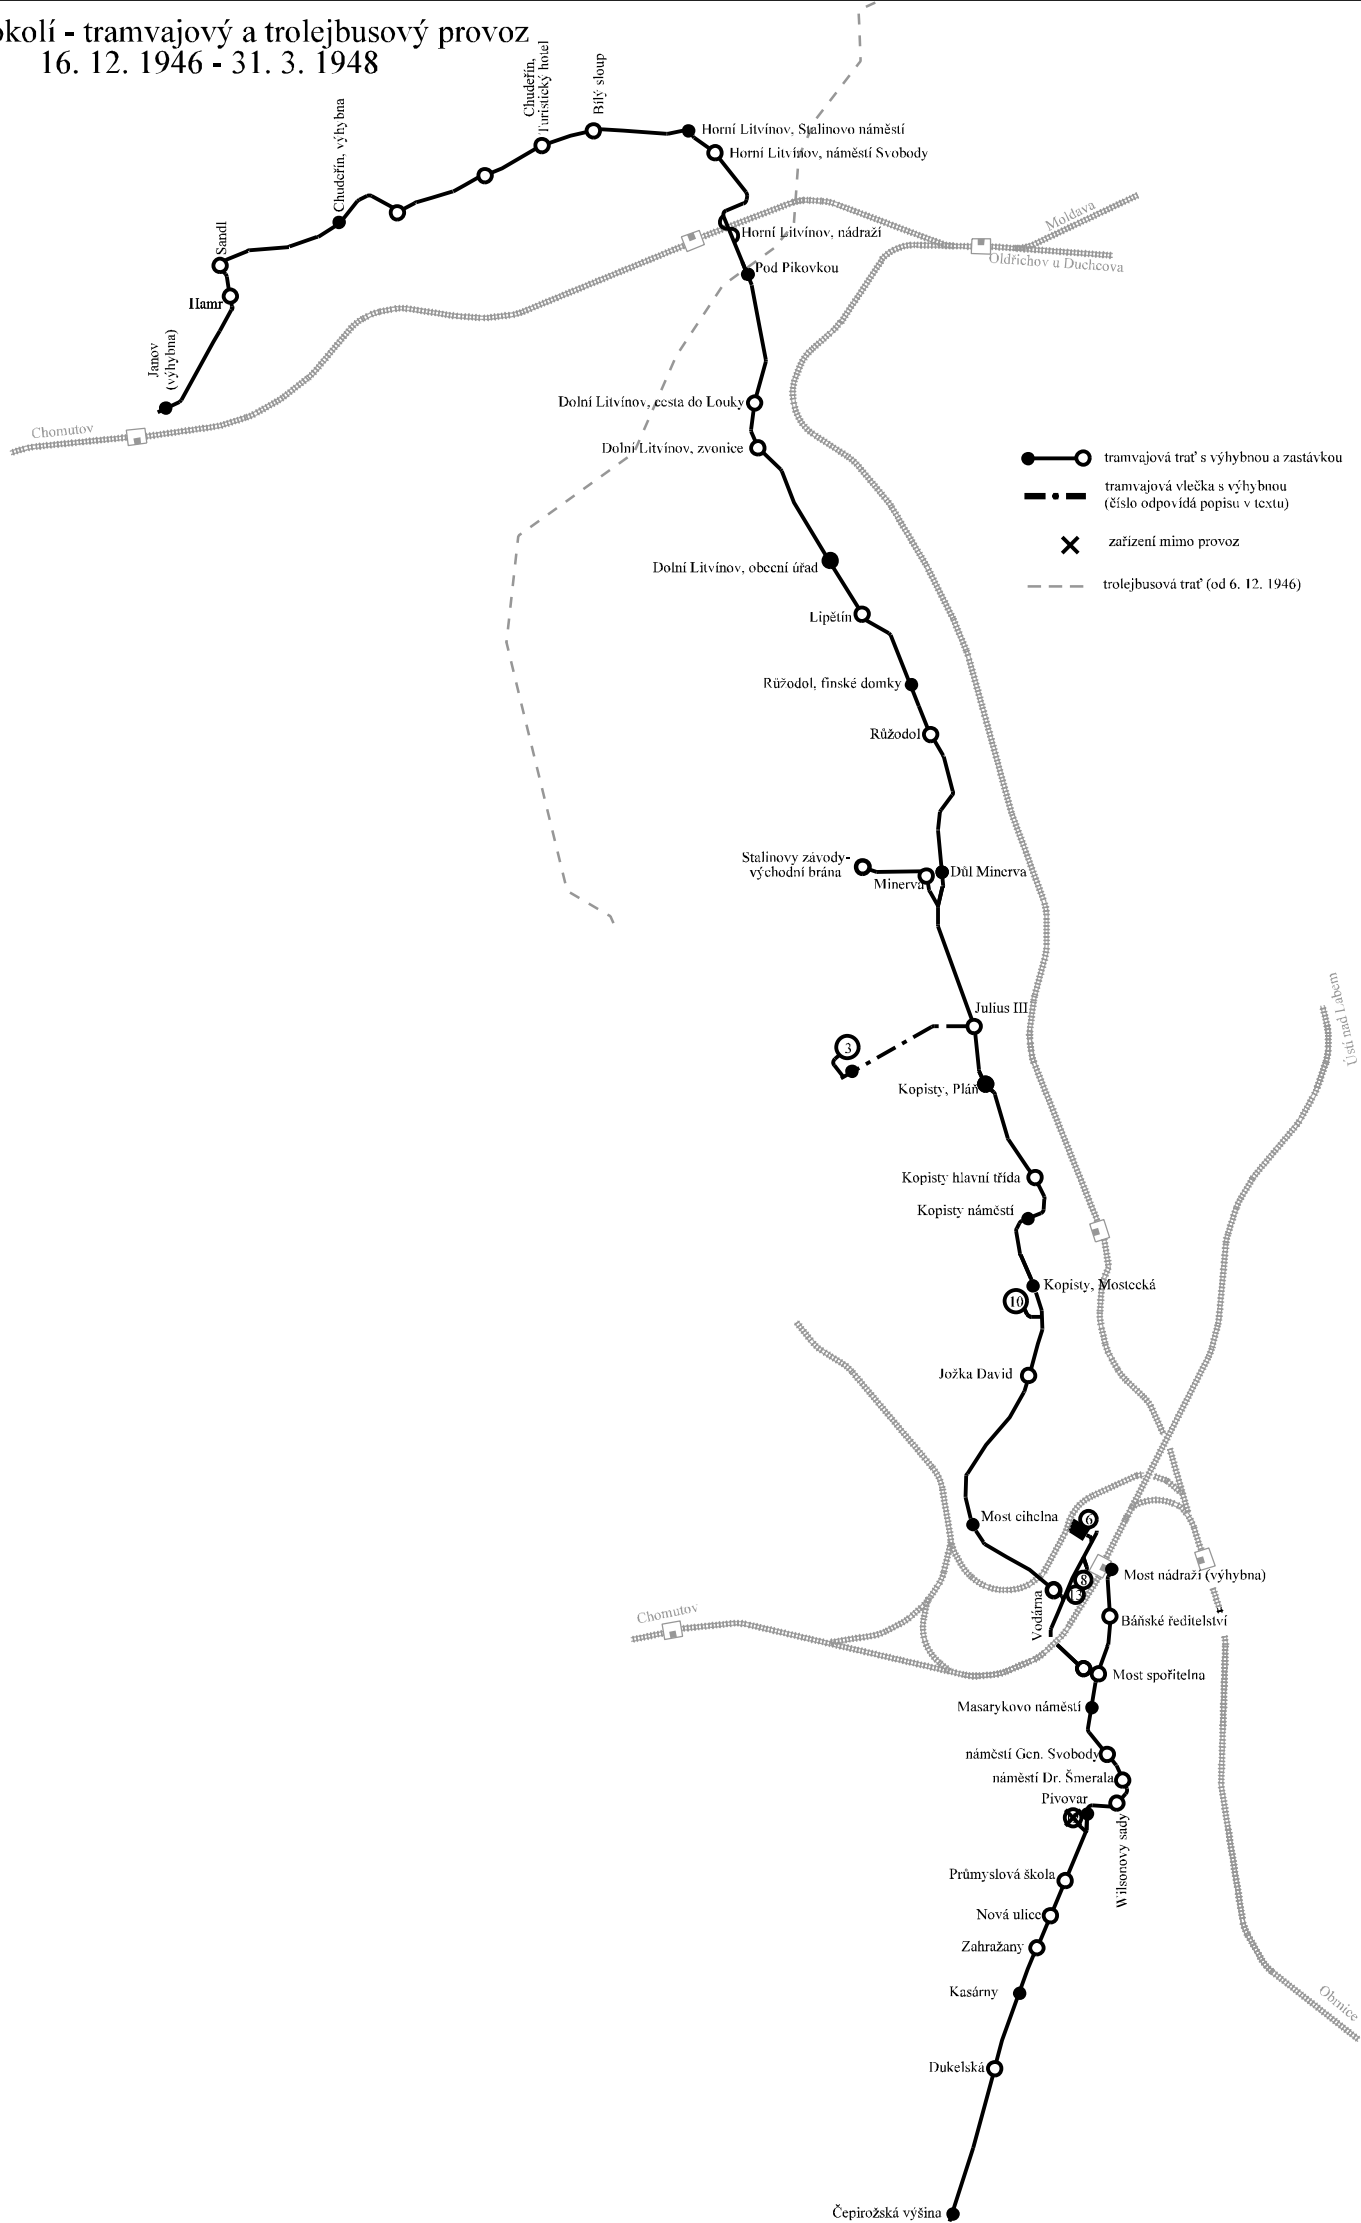 okolí - tramvajový a trolejbusový provoz
16. 12. 1946 - 31. 3. 1948
Chudeřín,
Turistický hotel
Bílý sloup
Chudeřín, výhybna
Horní Litvínov, Stalinovo náměstí
Horní Litvínov, náměstí Svobody
Sandl
Horní Litvínov, nádraží
Moldava
Oldřichov u Duchcova
Pod Pikovkou
Hamr
Janov
(výhybna)
Chomutov
Dolní Litvínov, cesta do Louky
Dolní Litvínov, zvonice
tramvajová trať s výhybnou a zastávkou
tramvajová vlečka s výhybnou
(číslo odpovídá popisu v textu)
zařízení mimo provoz
trolejbusová trať (od 6. 12. 1946)
Dolní Litvínov, obecní úřad
Lipětín
Růžodol, finské domky
Růžodol
Stalinovy závody-
východní brána
Minerva
Důl Minerva
Julius III
Ústí nad Labem
3
Kopisty, Pláň
Kopisty hlavní třída
Kopisty náměstí
Kopisty, Mostecká
10
Jožka David
Most cihelna
6
Most nádraží (výhybna)
8
13
Vodárna
Báňské ředitelství
Chomutov
Most spořitelna
Masarykovo náměstí
náměstí Gen. Svobody
náměstí Dr. Šmerala
Pivovar
Wilsonovy sady
Průmyslová škola
Nová ulice
Zahražany
Kasárny
Obrnice
Dukelská
Čepirožská výšina